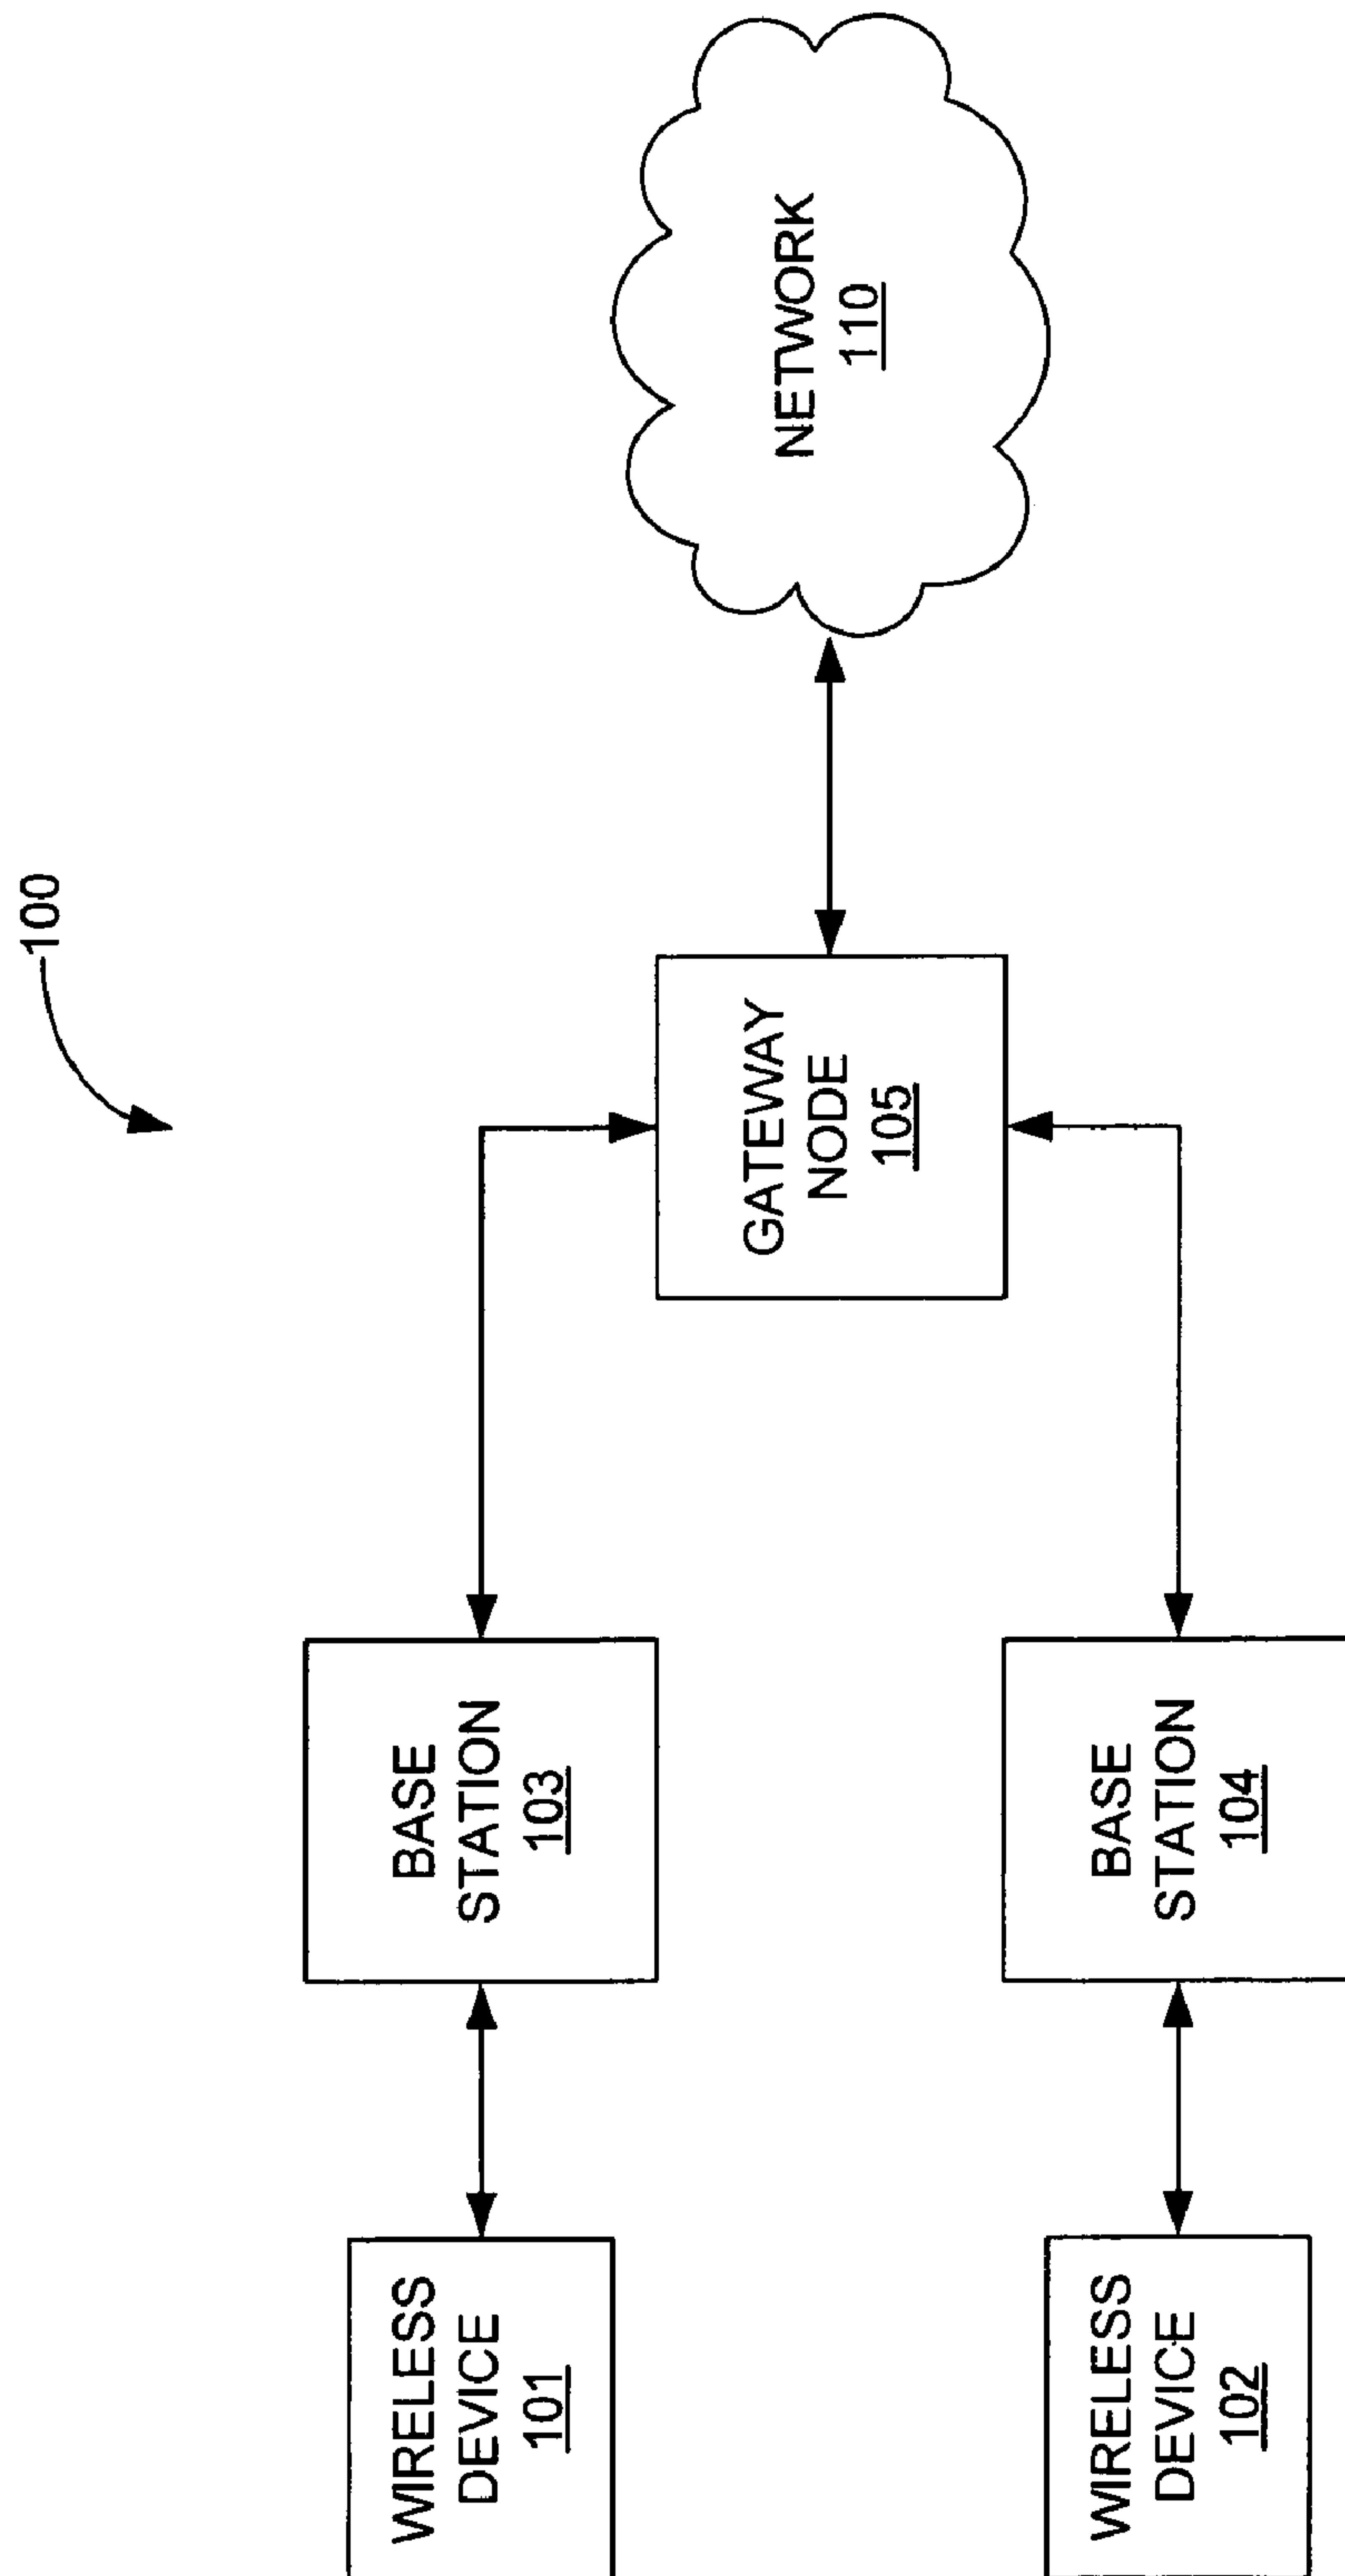 100
WIRELESS
DEVICE
101
BASE
STATION
103
GATEWAY
NODE
105
NETWORK
110
WIRELESS
DEVICE
102
BASE
STATION
104